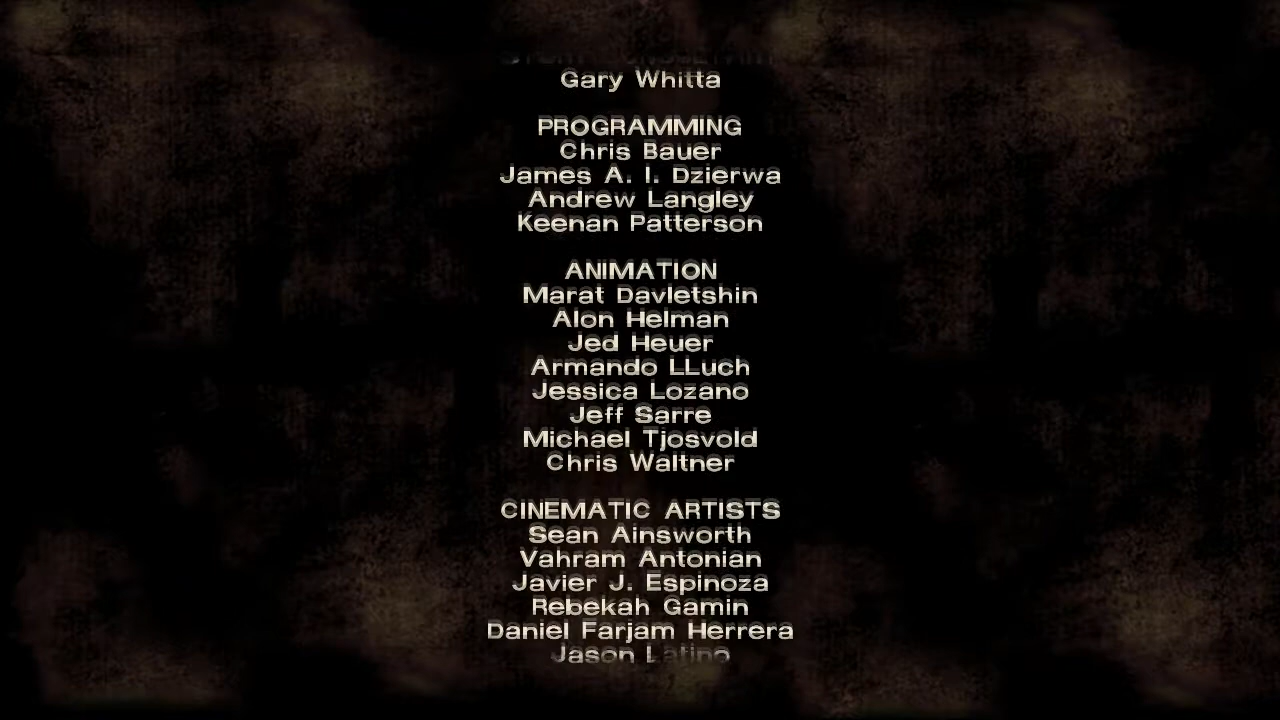 Gary Whitta
PROGRAMMING
Chris Bauer
James A. I. Dzierwa
Andrew Langley
Keenan Patterson
ANIMATION
Marat Davletshin
Alon Helman
Jed Heuer
Armando LLuch
Jessica Lozano
Jeff Sarre
Michael Tjosvold
Chris Waltner
CINEMATIC ARTISTS
Sean Ainsworth
Vahram Antonian
Javier J. Espinoza
Rebekah Gamin
Daniel Farjam Herrera
Jason Latino